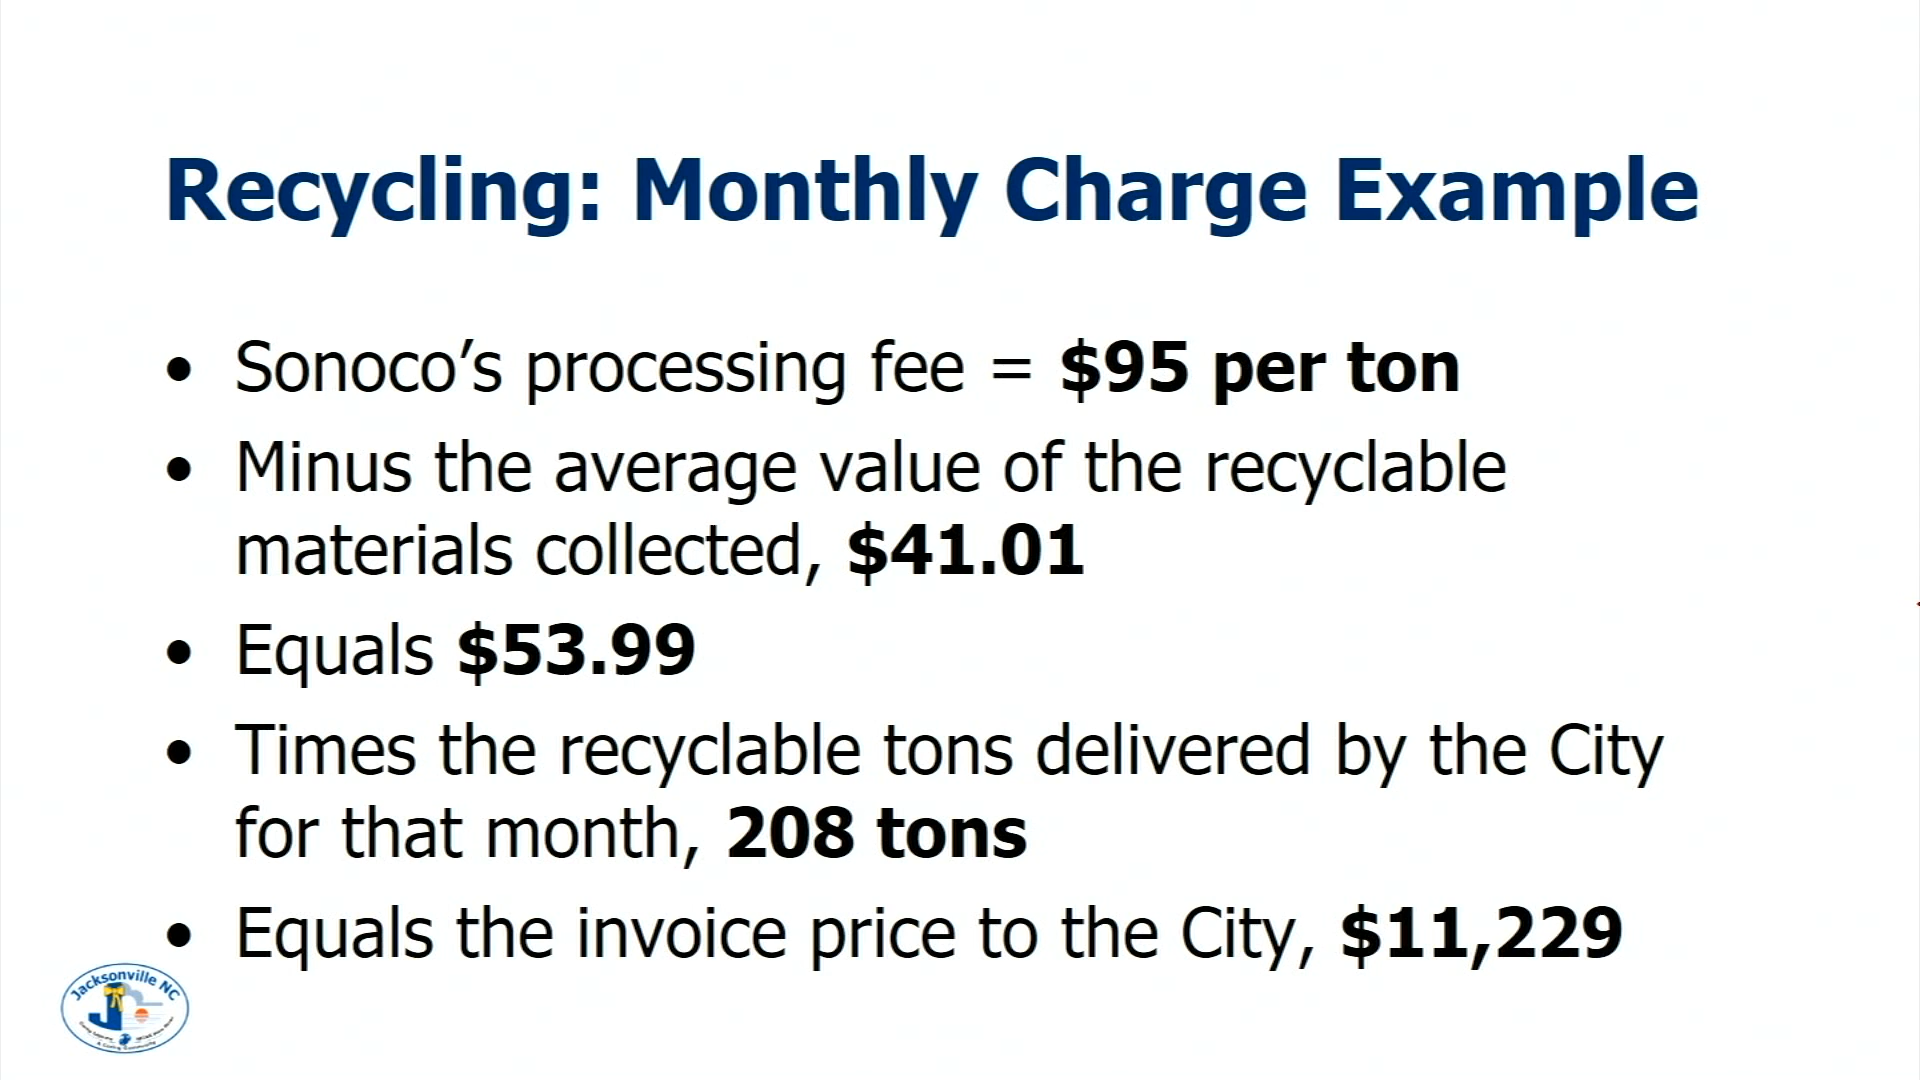 Recycling: Monthly Charge Example
• Sonoco’s processing fee = $95 per ton
• Minus the average value of the recyclable
materials collected, $41.01
• Equals $53.99
• Times the recyclable tons delivered by the City
for that month, 208 tons
• Equals the invoice price to the City, $11,229
Jacksonville NC